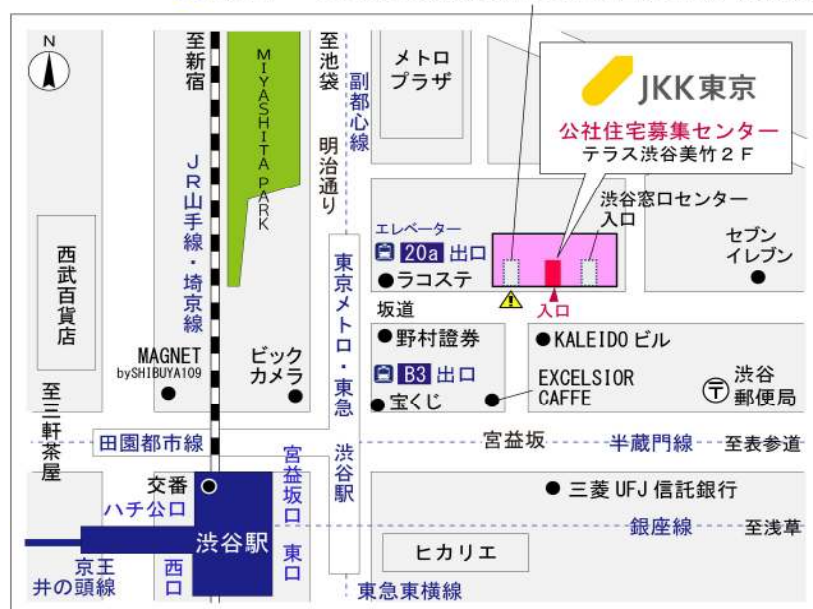 N
至新宿
MIYASHITA PARK
至池袋
副都心線
明治通り
メトロ
プラザ
JKK東京
公社住宅募集センター
テラス渋谷美竹２Ｆ
JR山手線・埼京線
渋谷窓口センター
入口
エレベーター
20a 出口
ラコステ
セブン
イレブン
西武百貨店
東京メトロ・東急
渋谷駅
坂道
入口
野村證券
KALEIDO ビル
MAGNET
bySHIBUYA109
ビック
カメラ
B3 出口
EXCELSIOR
CAFFE
渋谷
郵便局
宝くじ
至三軒茶屋
田園都市線
宮益坂
半蔵門線
至表参道
交番
宮益坂口
ハチ公口
三菱 UFJ 信託銀行
渋谷駅
東口
銀座線
至浅草
京王
井の頭線
西口
ヒカリエ
東急東横線